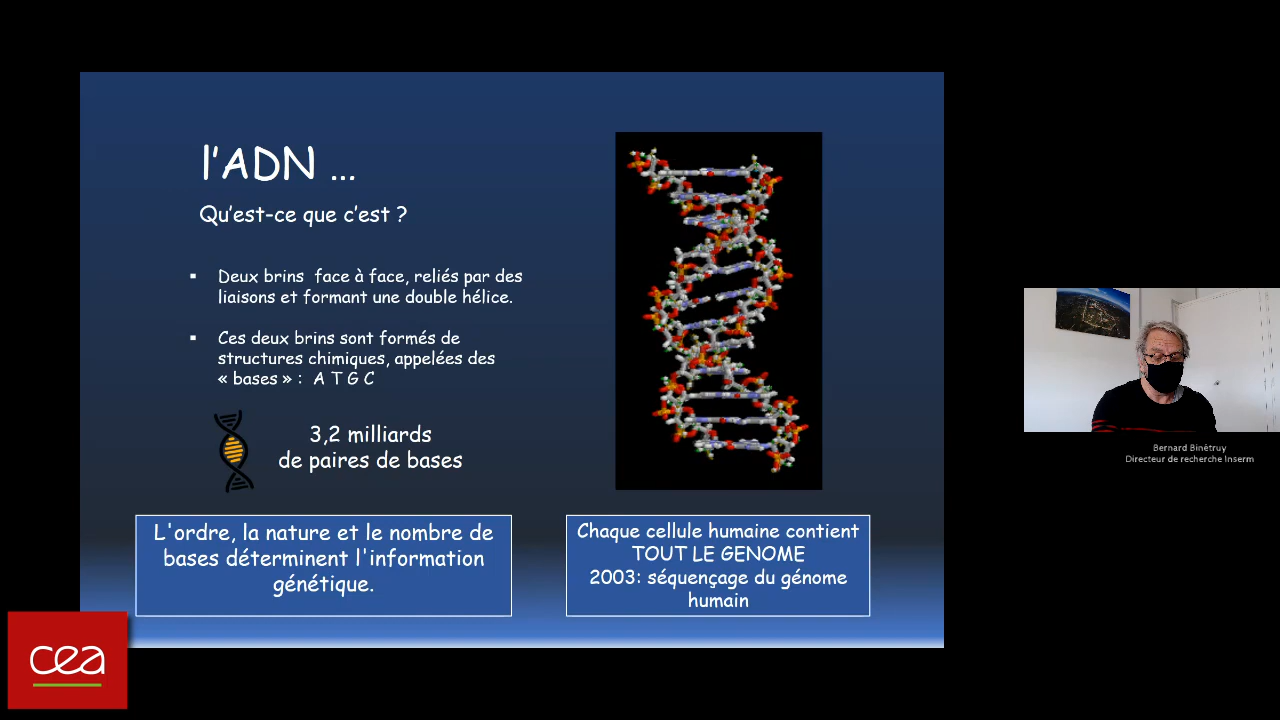 l'ADN ...
Qu'est-ce que c'est ?
▪ Deux brins face à face, reliés par des
liaisons et formant une double hélice.
▪ Ces deux brins sont formés de
structures chimiques, appelées des
« bases » : A T G C
3,2 milliards
de paires de bases
L'ordre, la nature et le nombre de
bases déterminent l'information
génétique.
Chaque cellule humaine contient
TOUT LE GENOME
2003: séquençage du génome
humain
Bernard Binétruy
Directeur de recherche Inserm
cea